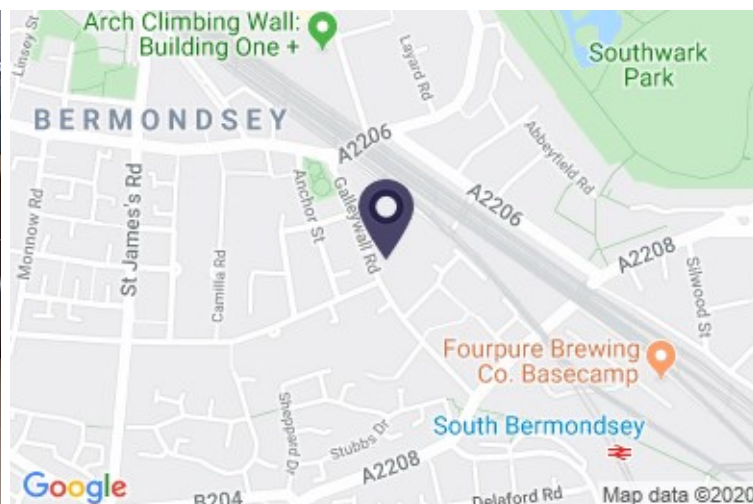 Arch Climbing Wall:
Building One +
Layard Rd
Southwark
Park
Linsey St
BERMONDSEY
A2206
Abbeyfield Rd
Anchor St
Galleywall Rd
A2206
Monnow Rd
St James's Rd
Camilla Rd
A2208
Silwood St
Fourpure Brewing
Co. Basecamp
Sheppard Dr
Stubbs Dr
South Bermondsey
A2208
Google
B204
Delaford Rd
Map data ©2020